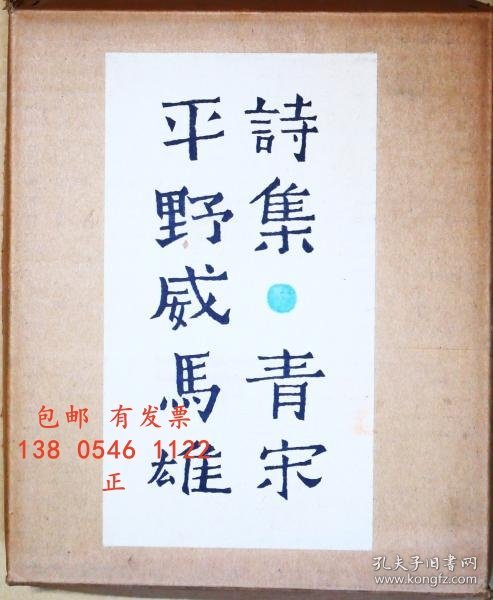 詩集●青宋
平野威馬雄
包邮 有发票
138 0546 1122
正
孔夫子旧书网
www.kongfz.com